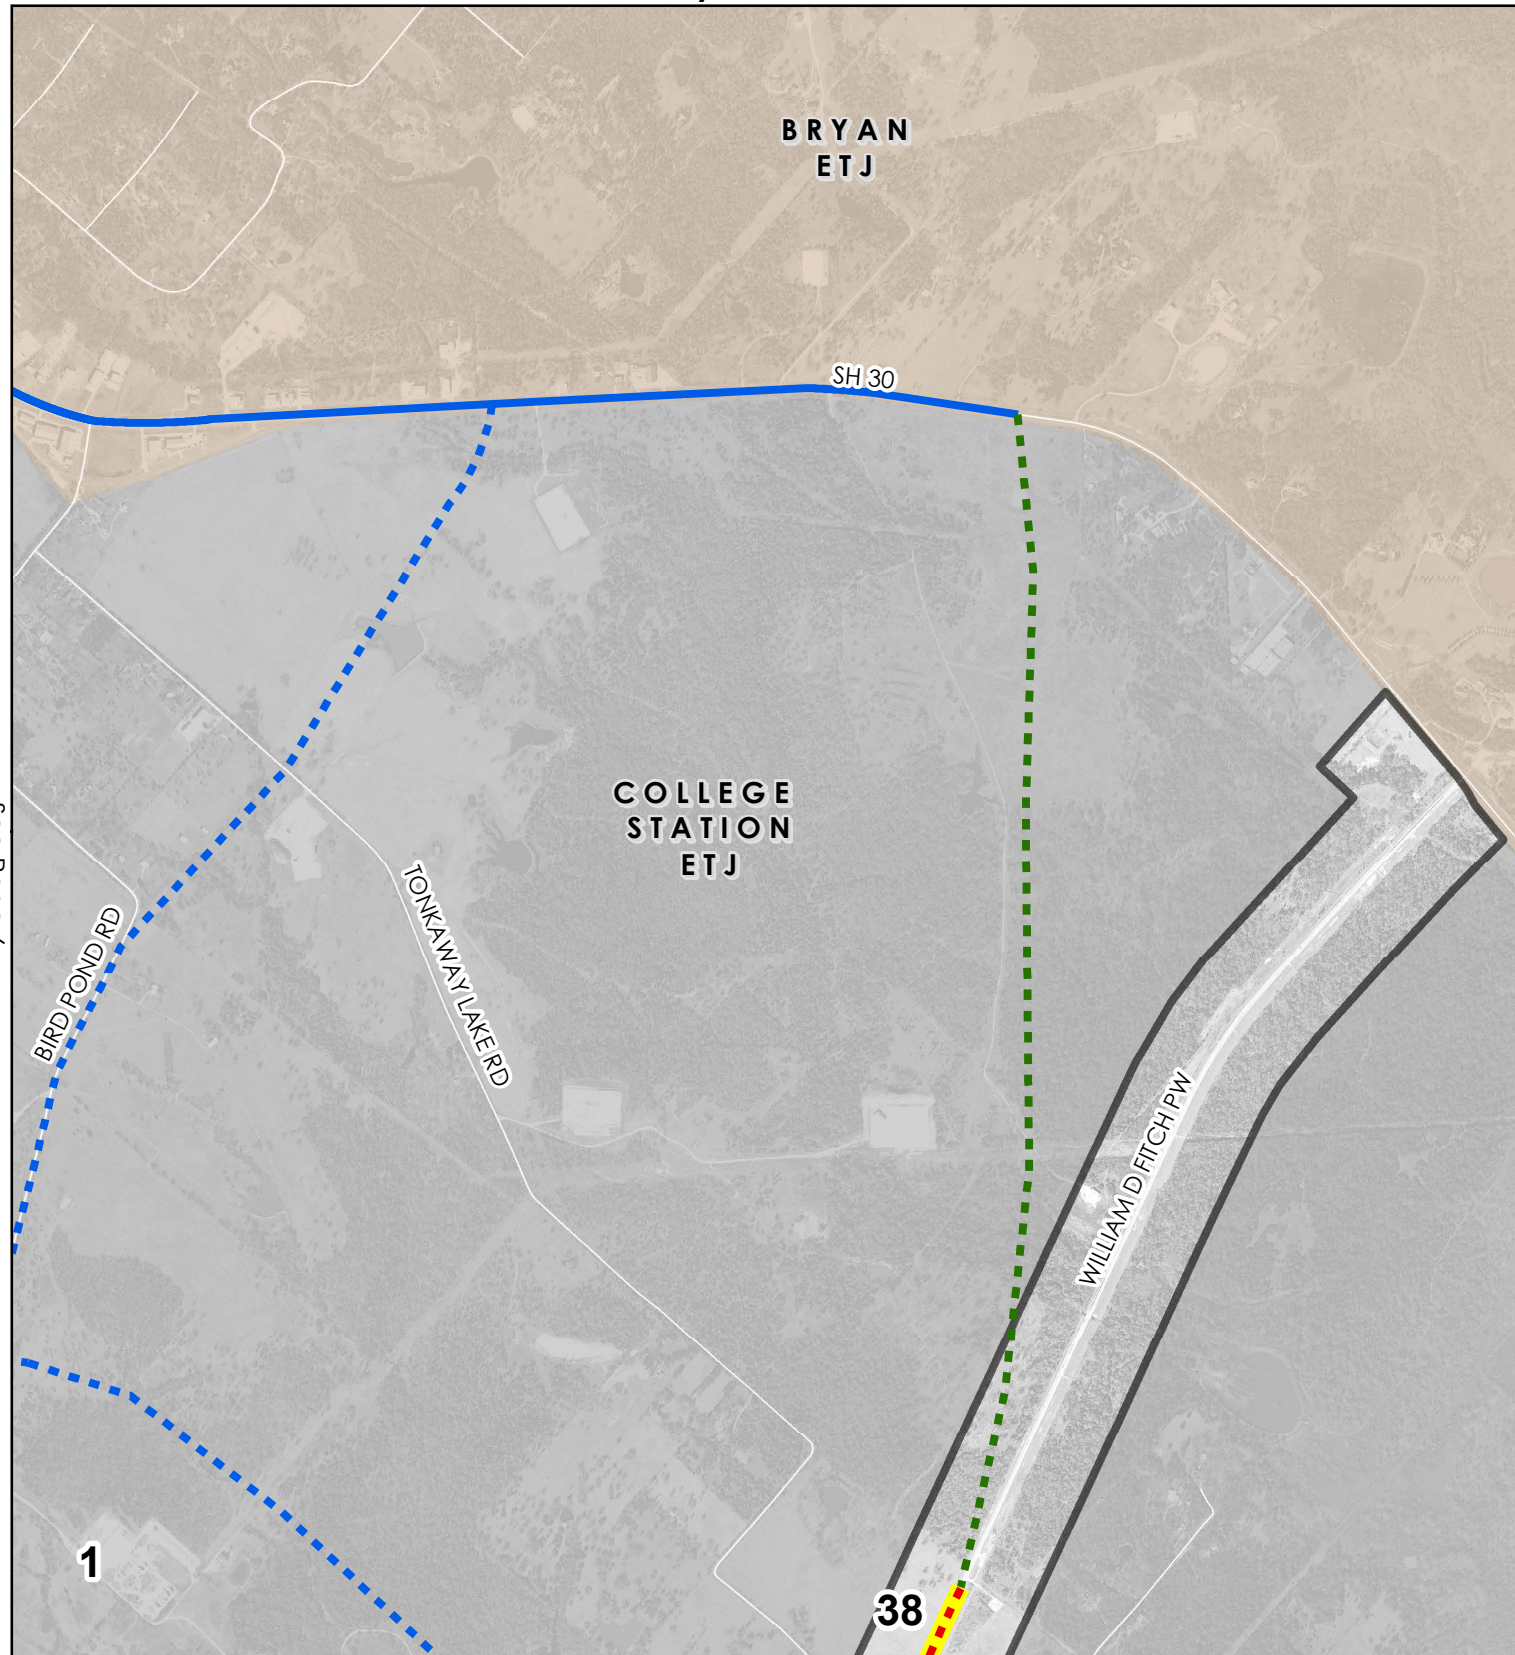 BRYAN
ETJ
SH 30
COLLEGE
STATION
ETJ
TONKAWAY LAKE RD
BIRD POND RD
WILLIAM D FITCH PW
1
38